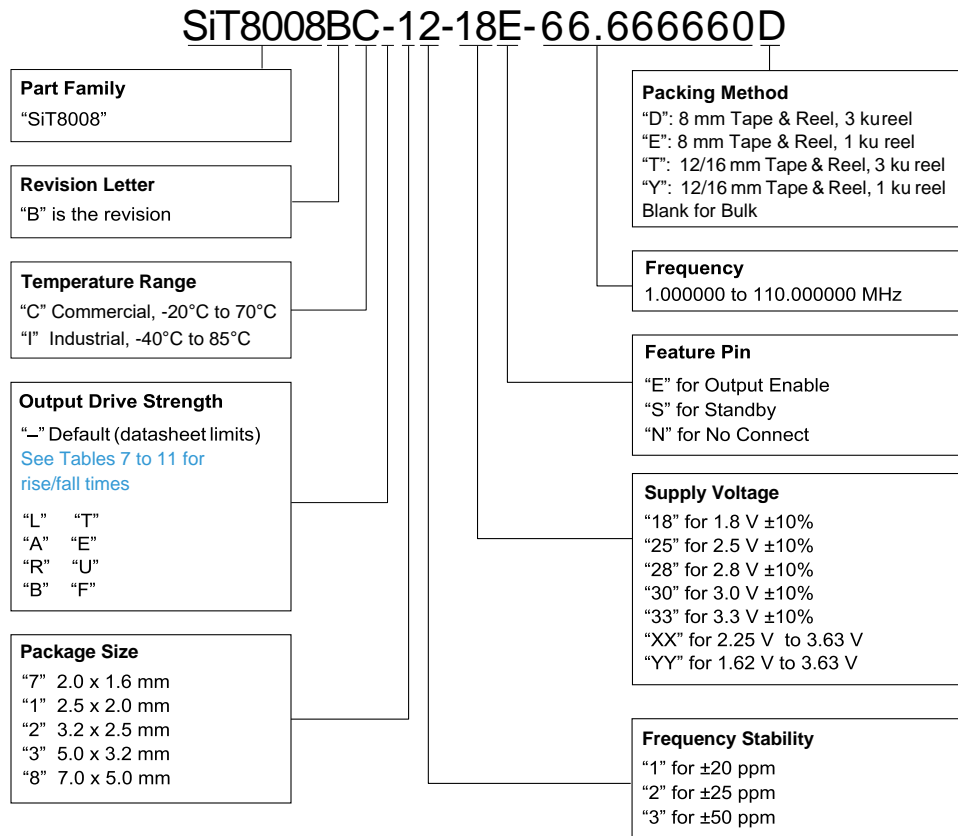 SiT8008BC-12-18E-66.666660D
Part Family
“SiT8008”
Revision Letter
“B” is the revision
Temperature Range
“C” Commercial, -20°C to 70°C
“I” Industrial, -40°C to 85°C
Output Drive Strength
“–” Default (datasheet limits)
See Tables 7 to 11 for
rise/fall times
“L” “T”
“A” “E”
“R” “U”
“B” “F”
Package Size
“7” 2.0 x 1.6 mm
“1” 2.5 x 2.0 mm
“2” 3.2 x 2.5 mm
“3” 5.0 x 3.2 mm
“8” 7.0 x 5.0 mm
Packing Method
“D”: 8 mm Tape & Reel, 3 ku reel
“E”: 8 mm Tape & Reel, 1 ku reel
“T”: 12/16 mm Tape & Reel, 3 ku reel
“Y”: 12/16 mm Tape & Reel, 1 ku reel
Blank for Bulk
Frequency
1.000000 to 110.000000 MHz
Feature Pin
“E” for Output Enable
“S” for Standby
“N” for No Connect
Supply Voltage
“18” for 1.8 V ±10%
“25” for 2.5 V ±10%
“28” for 2.8 V ±10%
“30” for 3.0 V ±10%
“33” for 3.3 V ±10%
“XX” for 2.25 V to 3.63 V
“YY” for 1.62 V to 3.63 V
Frequency Stability
“1” for ±20 ppm
“2” for ±25 ppm
“3” for ±50 ppm